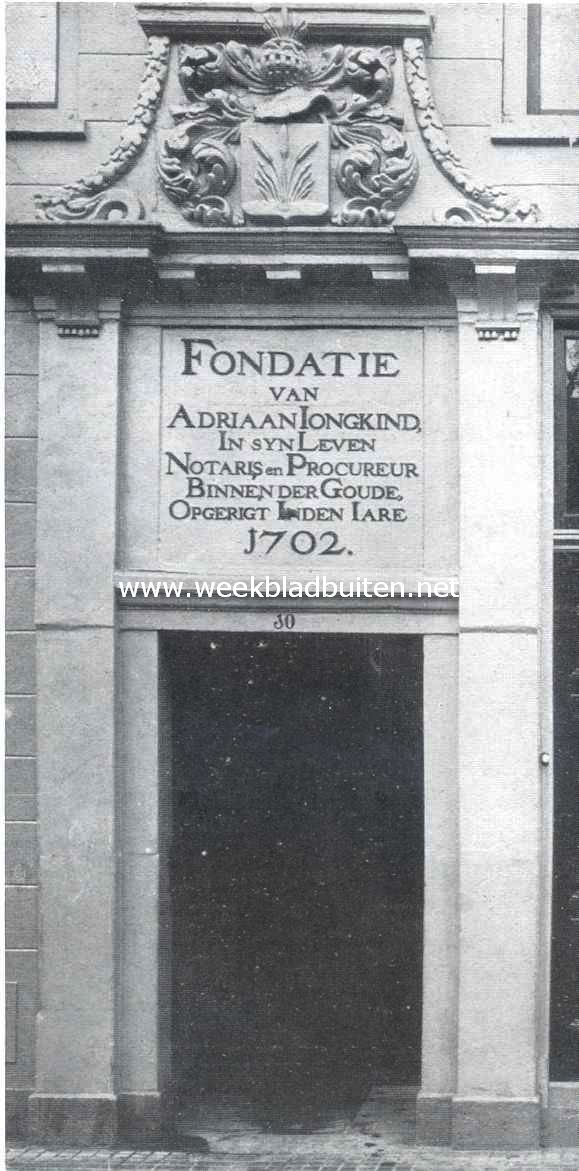 FONDATIE
VAN
ADRIAAN IONGKIND,
IN SYN LEVEN
NOTARIS en PROCUREUR
BINNEN DER GOUDE,
OPGERIGT INDEN IARE
1702.
www.weekbladbuiten.net
30